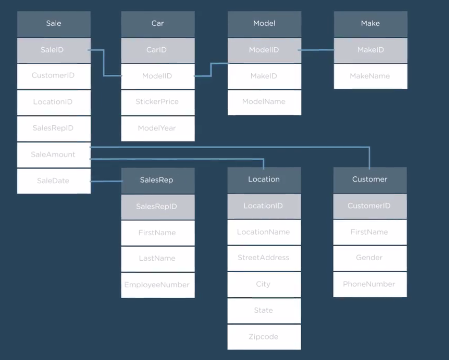 Sale
SaleID
CustomerID
LocationID
SalesRepID
SaleAmount
SaleDate
Car
CarID
ModelID
StickerPrice
ModelYear
Model
ModelID
MakeID
ModelName
Make
MakeID
MakeName
SalesRep
SalesRepID
FirstName
LastName
EmployeeNumber
Location
LocationID
LocationName
StreetAddress
City
State
Zipcode
Customer
CustomerID
FirstName
Gender
PhoneNumber